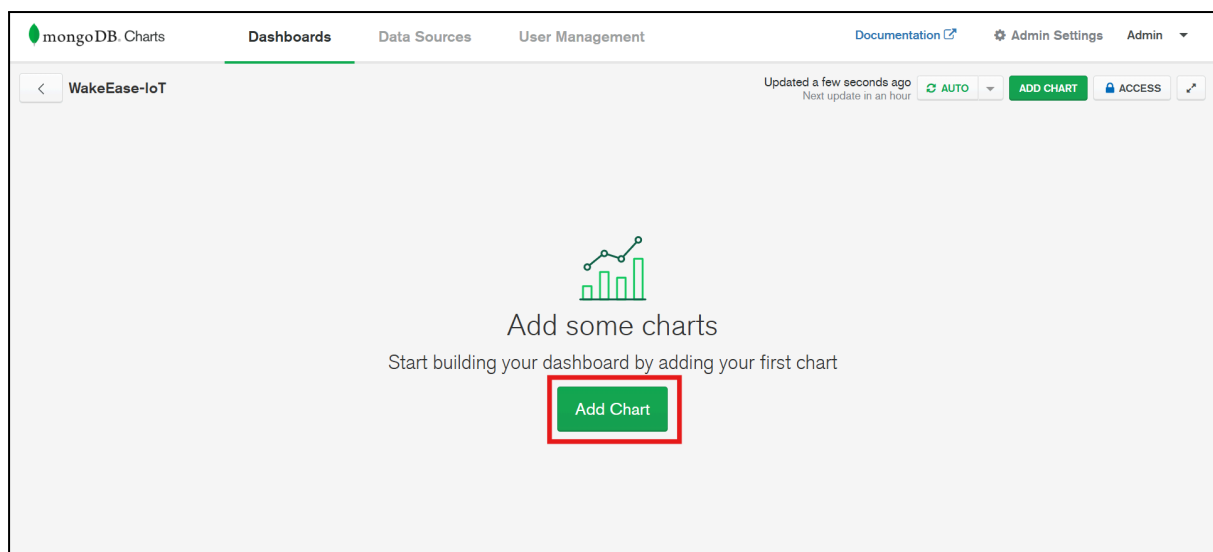 mongoDB. Charts
Dashboards
Data Sources
User Management
Documentation
Admin Settings
Admin
WakeEase-IoT
Updated a few seconds ago
Next update in an hour
AUTO
ADD CHART
ACCESS
Add some charts
Start building your dashboard by adding your first chart
Add Chart